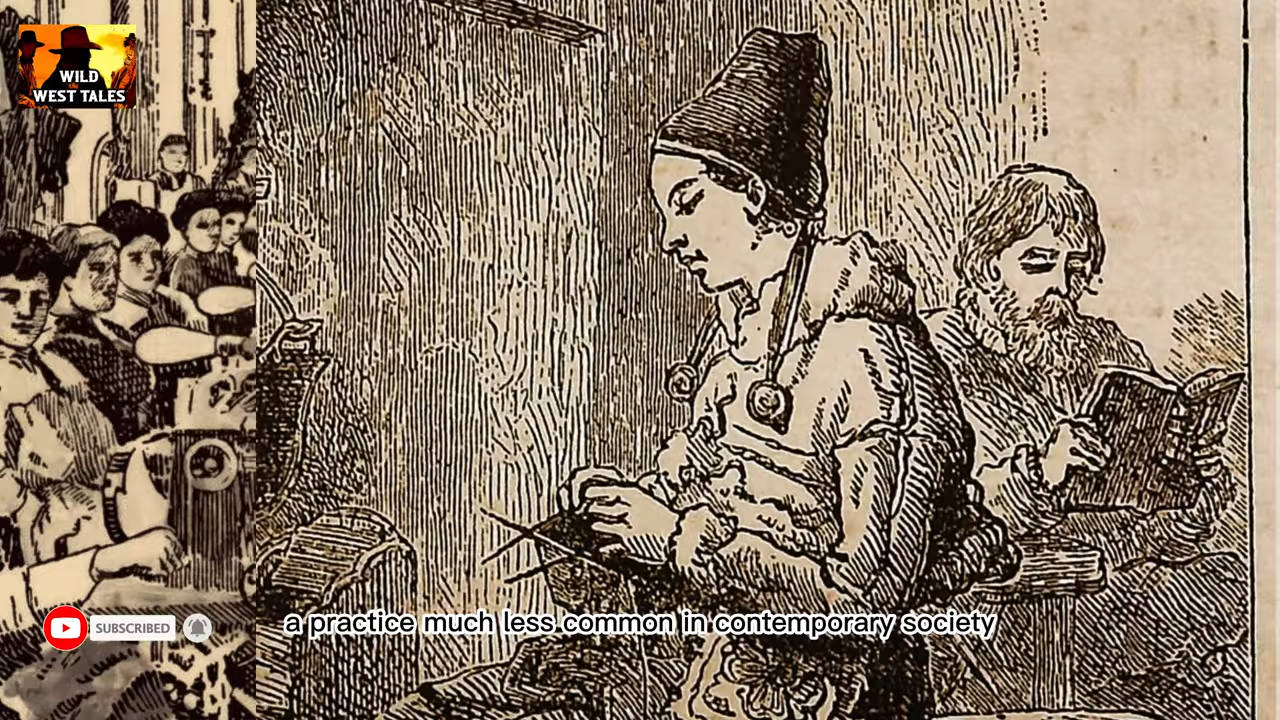 WILD
WEST TALES
a practice much less common in contemporary society
SUBSCRIBED